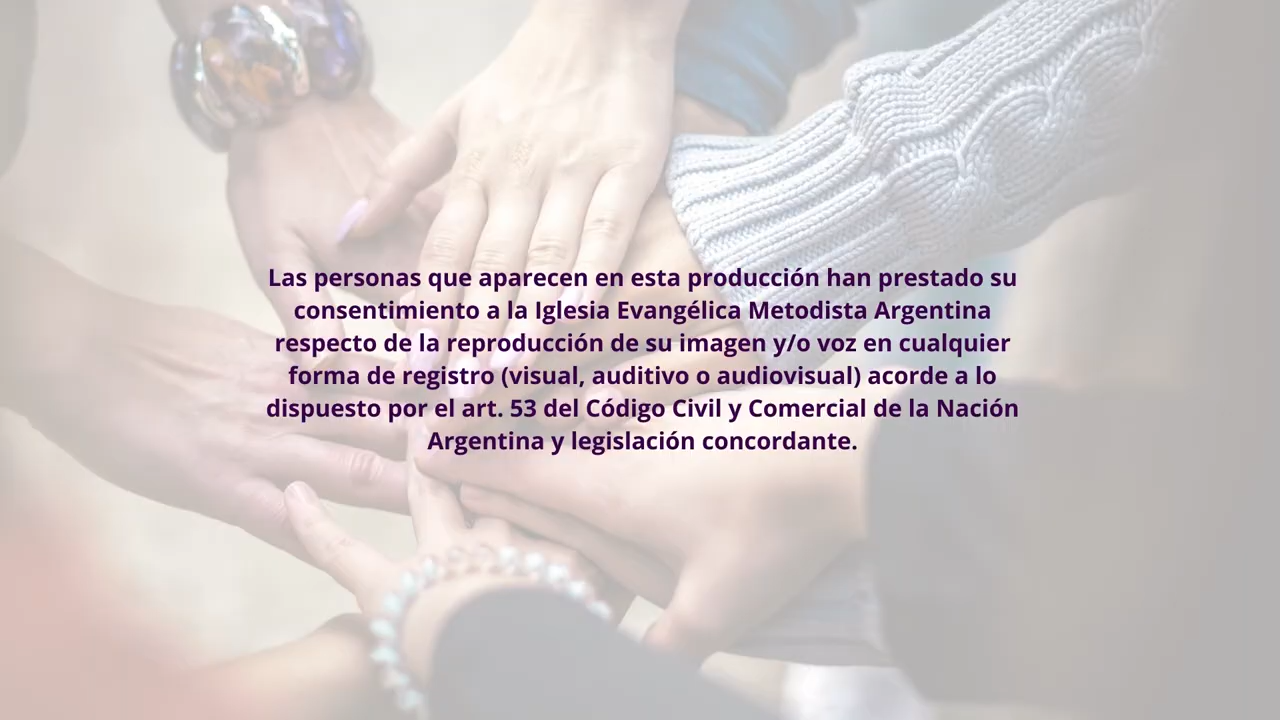 Las personas que aparecen en esta producción han prestado su
consentimiento a la Iglesia Evangélica Metodista Argentina
respecto de la reproducción de su imagen y/o voz en cualquier
forma de registro (visual, auditivo o audiovisual) acorde a lo
dispuesto por el art. 53 del Código Civil y Comercial de la Nación
Argentina y legislación concordante.